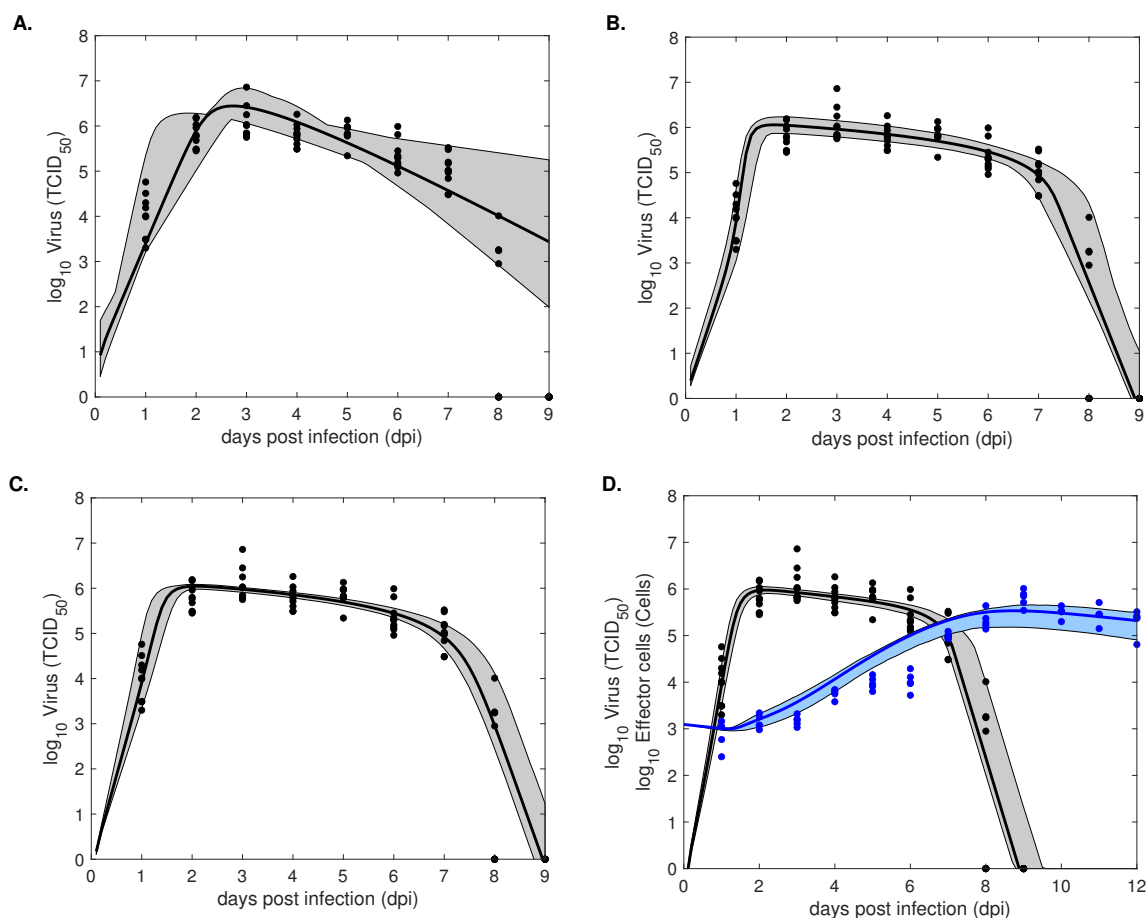 A.
8
7
6
5
4
3
2
1
0
log10 Virus (TCID50)
0 1 2 3 4 5 6 7 8 9
days post infection (dpi)
B.
8
7
6
5
4
3
2
1
0
log10 Virus (TCID50)
0 1 2 3 4 5 6 7 8 9
days post infection (dpi)
C.
8
7
6
5
4
3
2
1
0
log10 Virus (TCID50)
0 1 2 3 4 5 6 7 8 9
days post infection (dpi)
D.
8
7
6
5
4
3
2
1
0
log10 Virus (TCID50)
log10 Effector cells (Cells)
0 2 4 6 8 10 12
days post infection (dpi)